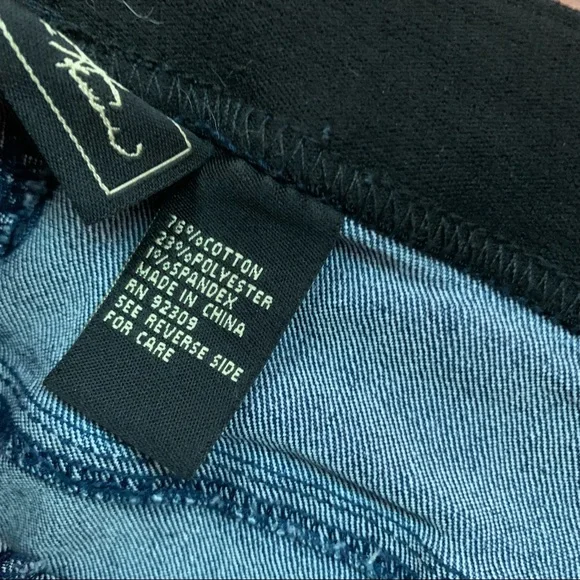 76%COTTON
23%POLYESTER
1%SPANDEX
MADE IN CHINA
RN 92309
SEE REVERSE SIDE
FOR CARE